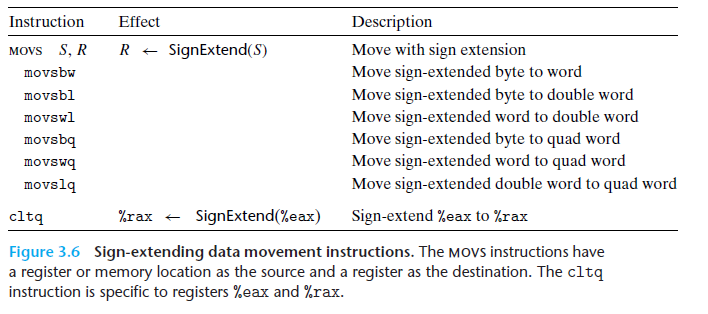 Instruction Effect Description
MOVS S, R R ← SignExtend(S) Move with sign extension
movsbw Move sign-extended byte to word
movsbl Move sign-extended byte to double word
movswl Move sign-extended word to double word
movsbq Move sign-extended byte to quad word
movswq Move sign-extended word to quad word
movslq Move sign-extended double word to quad word
cltq %rax ← SignExtend(%eax) Sign-extend %eax to %rax
Figure 3.6 Sign-extending data movement instructions. The MOVS instructions have
a register or memory location as the source and a register as the destination. The cltq
instruction is specific to registers %eax and %rax.